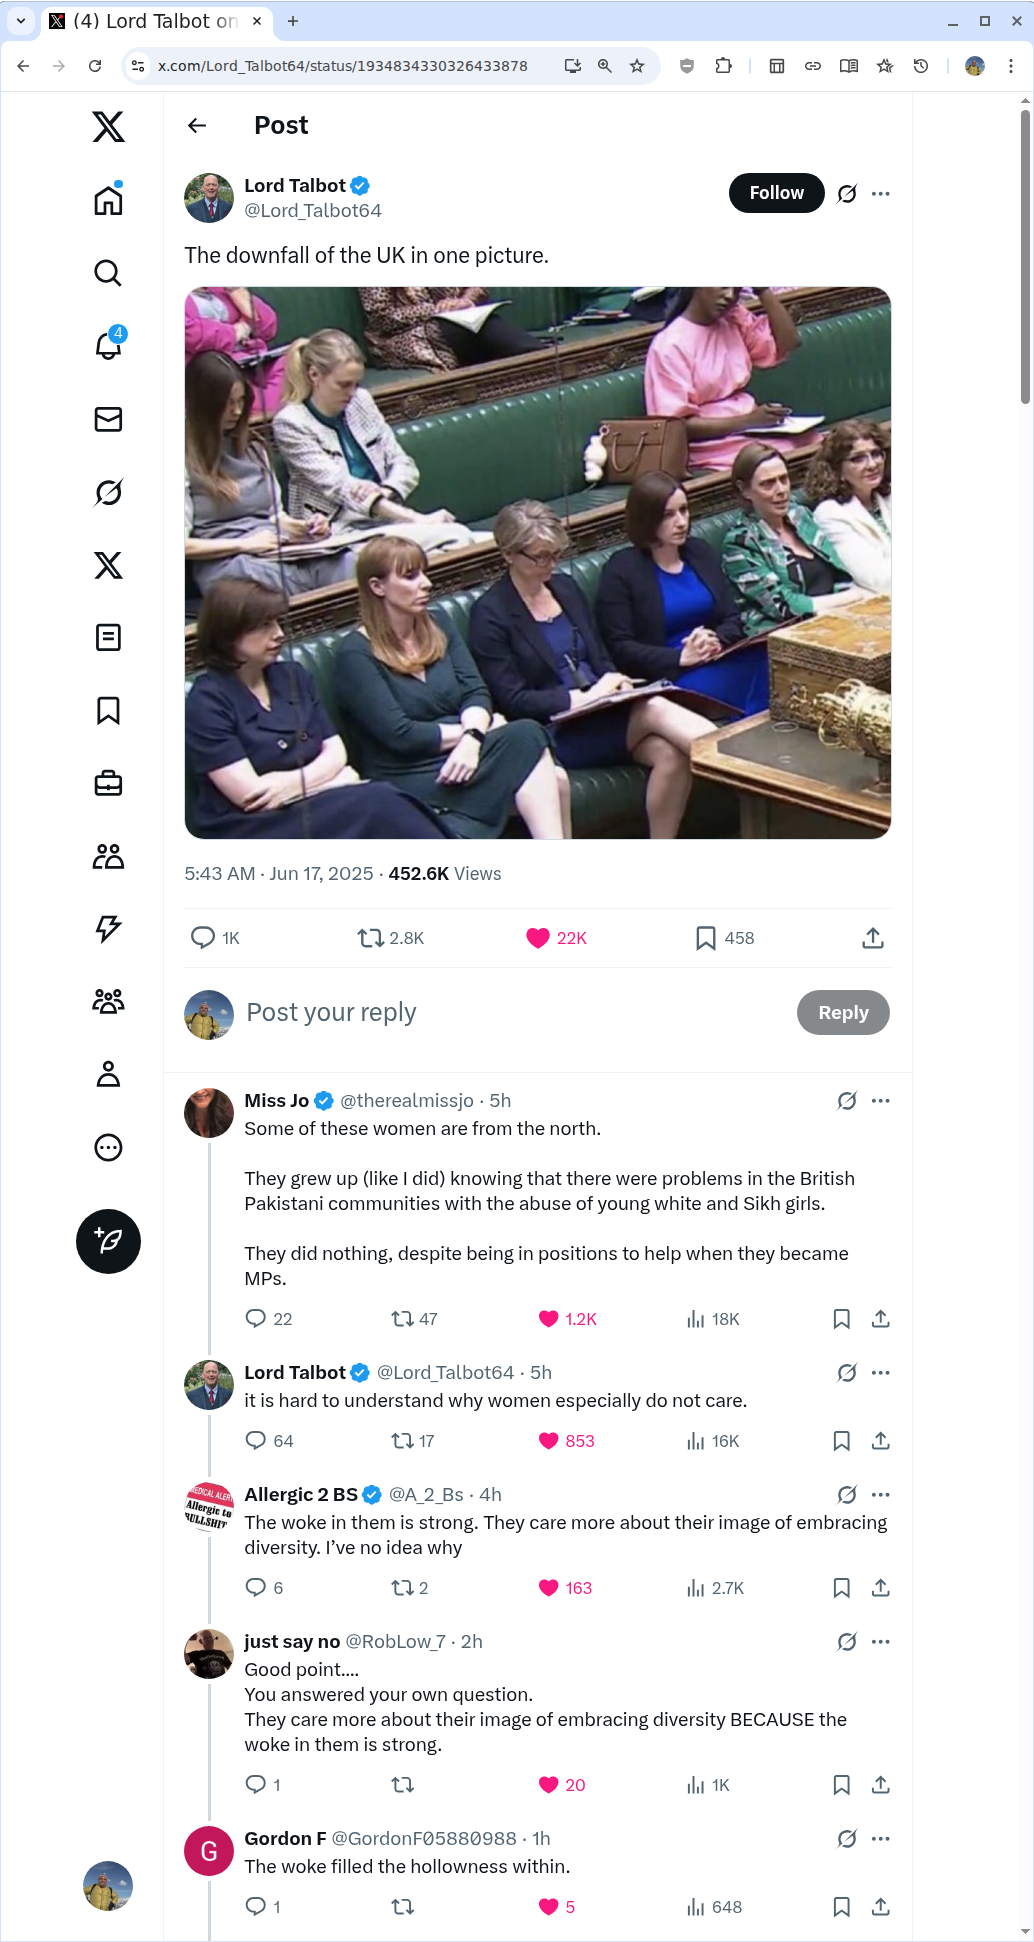 (4) Lord Talbot on
x.com/Lord_Talbot64/status/1934834330326433878
Post
Lord Talbot
@Lord_Talbot64
Follow
The downfall of the UK in one picture.
4
5:43 AM · Jun 17, 2025 · 452.6K Views
1K 2.8K 22K 458
Post your reply
Reply
Miss Jo @therealmissjo · 5h
Some of these women are from the north.
They grew up (like I did) knowing that there were problems in the British
Pakistani communities with the abuse of young white and Sikh girls.
They did nothing, despite being in positions to help when they became
MPs.
22 47 1.2K 18K
Lord Talbot @Lord_Talbot64 · 5h
it is hard to understand why women especially do not care.
64 17 853 16K
MEDICAL ALERT
Allergic to
BULLSHIT
Allergic 2 BS @A_2_Bs · 4h
The woke in them is strong. They care more about their image of embracing
diversity. I’ve no idea why
6 2 163 2.7K
just say no @RobLow_7 · 2h
Good point....
You answered your own question.
They care more about their image of embracing diversity BECAUSE the
woke in them is strong.
1 20 1K
G
Gordon F @GordonF05880988 · 1h
The woke filled the hollowness within.
1 5 648